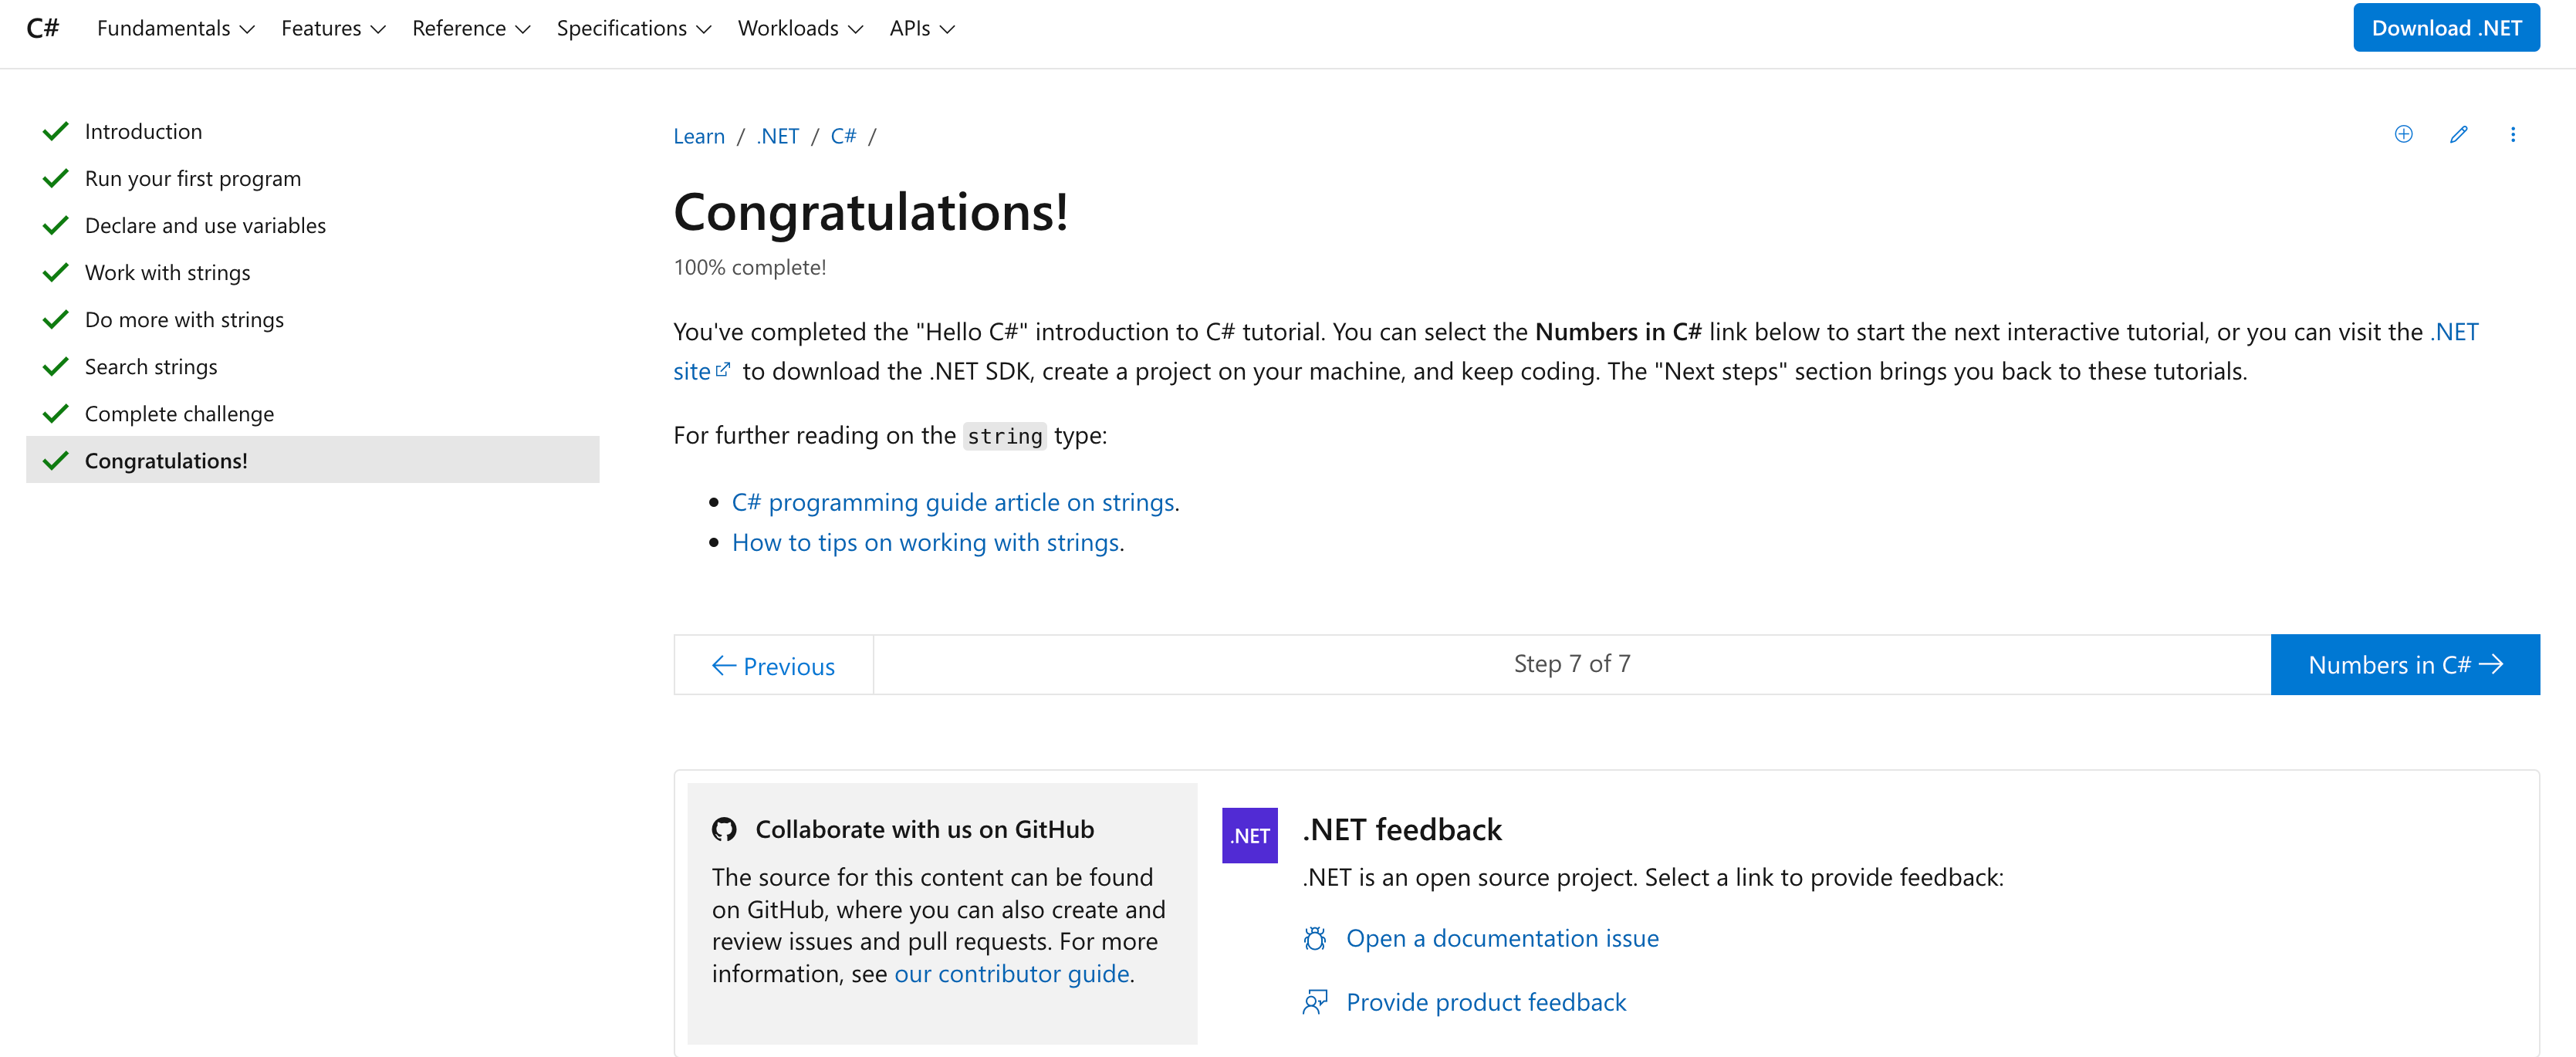 C# Fundamentals Features Reference Specifications Workloads APIs Download .NET
Introduction
Run your first program
Declare and use variables
Work with strings
Do more with strings
Search strings
Complete challenge
Congratulations!
Learn / .NET / C# /
Congratulations!
100% complete!
You've completed the "Hello C#" introduction to C# tutorial. You can select the Numbers in C# link below to start the next interactive tutorial, or you can visit the .NET
site to download the .NET SDK, create a project on your machine, and keep coding. The "Next steps" section brings you back to these tutorials.
For further reading on the string type:
• C# programming guide article on strings.
• How to tips on working with strings.
← Previous
Step 7 of 7
Numbers in C# →
Collaborate with us on GitHub
The source for this content can be found
on GitHub, where you can also create and
review issues and pull requests. For more
information, see our contributor guide.
.NET
.NET feedback
.NET is an open source project. Select a link to provide feedback:
Open a documentation issue
Provide product feedback